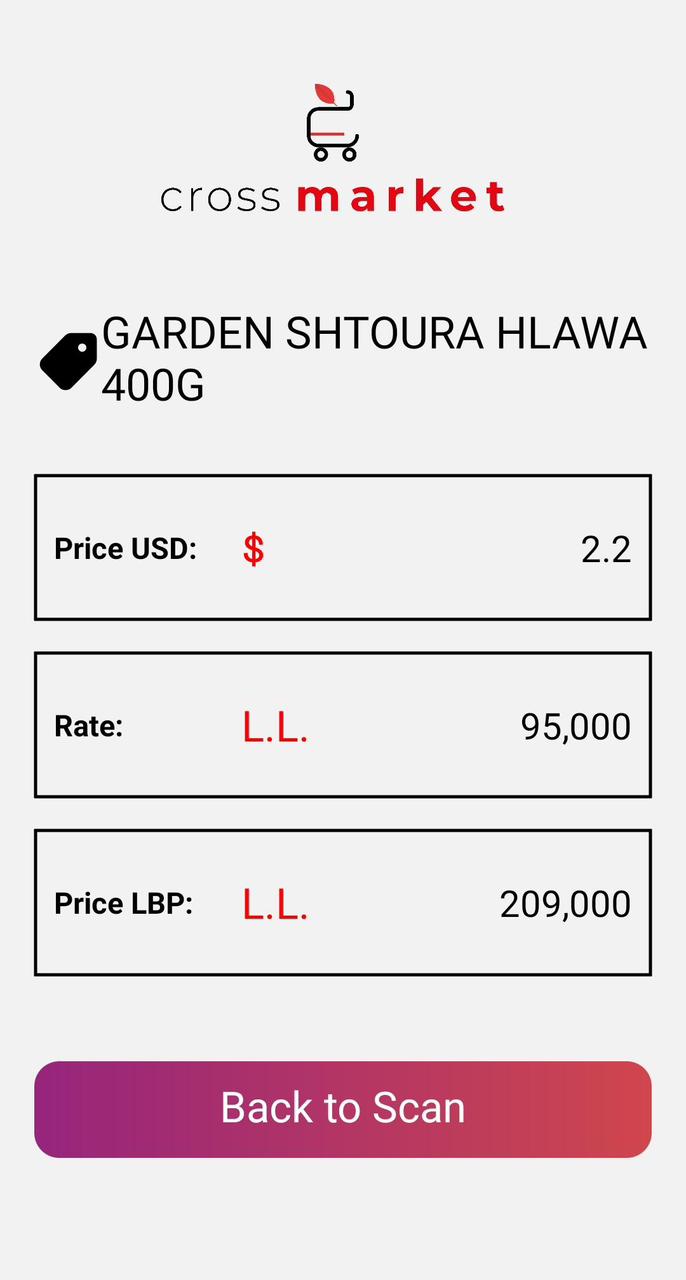 cross market
GARDEN SHTOURA HLAWA
400G
Price USD: $ 2.2
Rate: L.L. 95,000
Price LBP: L.L. 209,000
Back to Scan